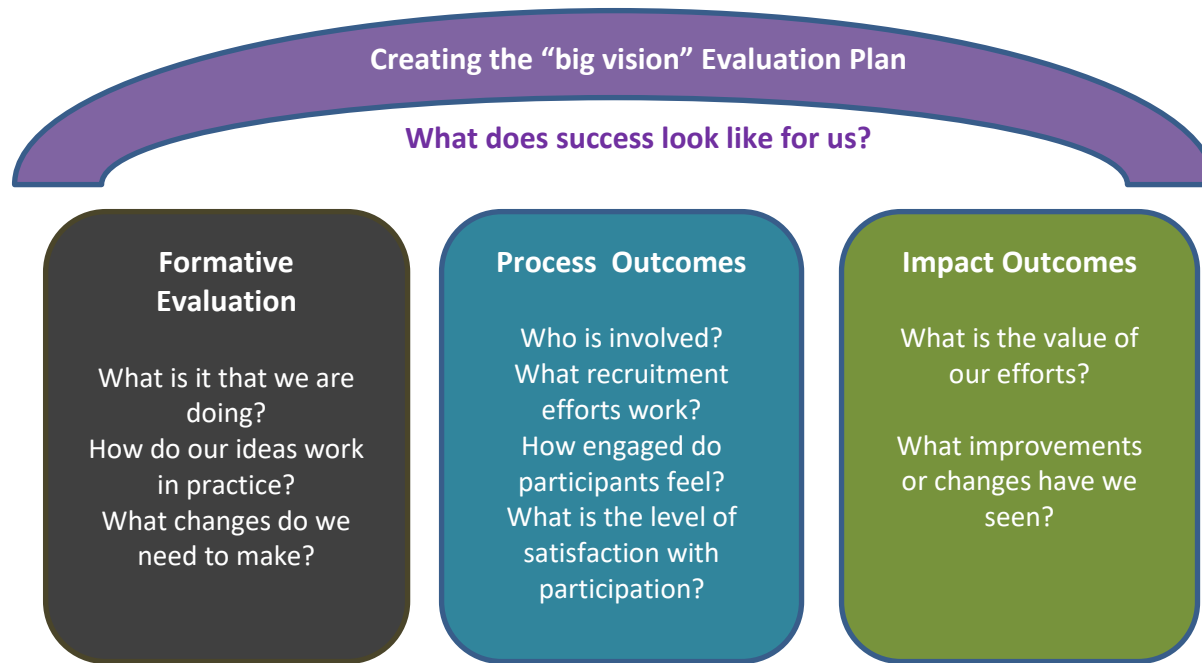 Creating the “big vision” Evaluation Plan
What does success look like for us?
Formative
Evaluation
What is it that we are
doing?
How do our ideas work
in practice?
What changes do we
need to make?
Process  Outcomes
Who is involved?
What recruitment
efforts work?
How engaged do
participants feel?
What is the level of
satisfaction with
participation?
Impact Outcomes
What is the value of
our efforts?
What improvements
or changes have we
seen?